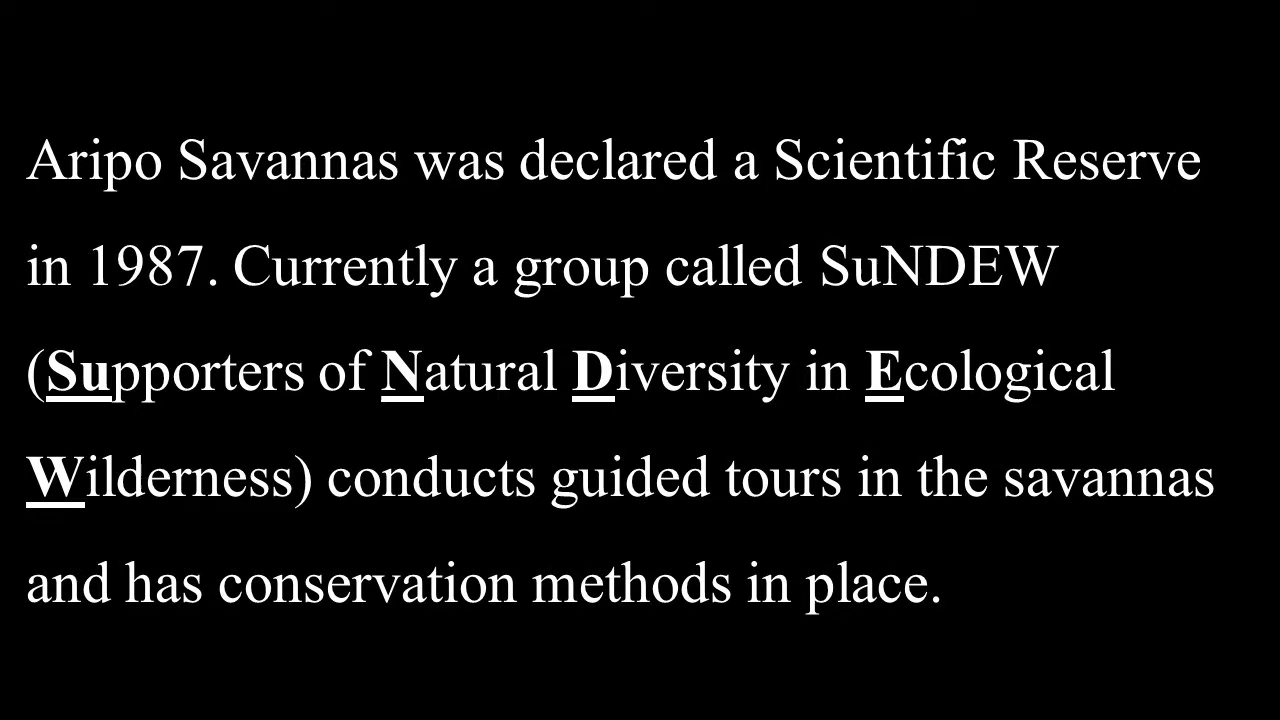 Aripo Savannas was declared a Scientific Reserve
in 1987. Currently a group called SuNDEW
(Supporters of Natural Diversity in Ecological
Wilderness) conducts guided tours in the savannas
and has conservation methods in place.